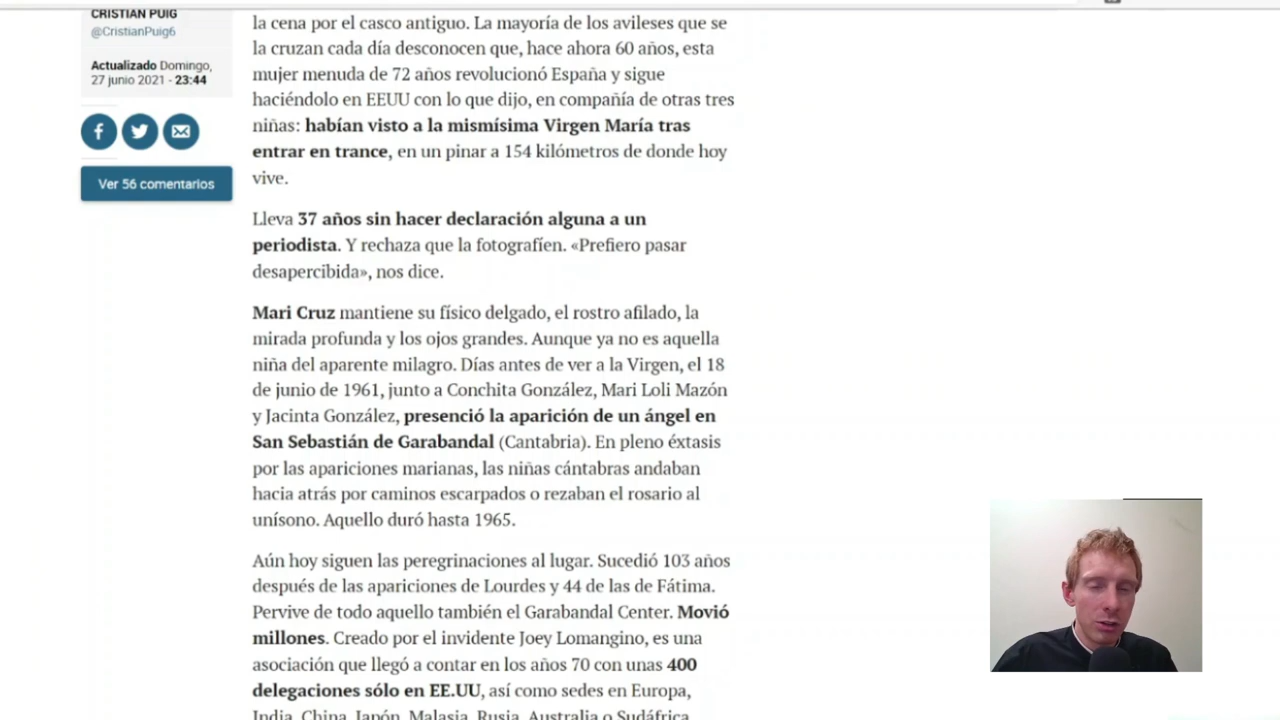 CRISTIAN PUIG
@CristianPuig6
Actualizado Domingo,
27 junio 2021 - 23:44
Ver 56 comentarios
la cena por el casco antiguo. La mayoría de los avileses que se
la cruzan cada día desconocen que, hace ahora 60 años, esta
mujer menuda de 72 años revolucionó España y sigue
haciéndolo en EEUU con lo que dijo, en compañía de otras tres
niñas: habían visto a la mismísima Virgen María tras
entrar en trance, en un pinar a 154 kilómetros de donde hoy
vive.
Lleva 37 años sin hacer declaración alguna a un
periodista. Y rechaza que la fotografíen. «Prefiero pasar
desapercibida», nos dice.
Mari Cruz mantiene su físico delgado, el rostro afilado, la
mirada profunda y los ojos grandes. Aunque ya no es aquella
niña del aparente milagro. Días antes de ver a la Virgen, el 18
de junio de 1961, junto a Conchita González, Mari Loli Mazón
y Jacinta González, presenció la aparición de un ángel en
San Sebastián de Garabandal (Cantabria). En pleno éxtasis
por las apariciones marianas, las niñas cántabras andaban
hacia atrás por caminos escarpados o rezaban el rosario al
unísono. Aquello duró hasta 1965.
Aún hoy siguen las peregrinaciones al lugar. Sucedió 103 años
después de las apariciones de Lourdes y 44 de las de Fátima.
Pervive de todo aquello también el Garabandal Center. Movió
millones. Creado por el invidente Joey Lomangino, es una
asociación que llegó a contar en los años 70 con unas 400
delegaciones sólo en EE.UU, así como sedes en Europa,
India, China, Japón, Malasia, Rusia, Australia o Sudáfrica.